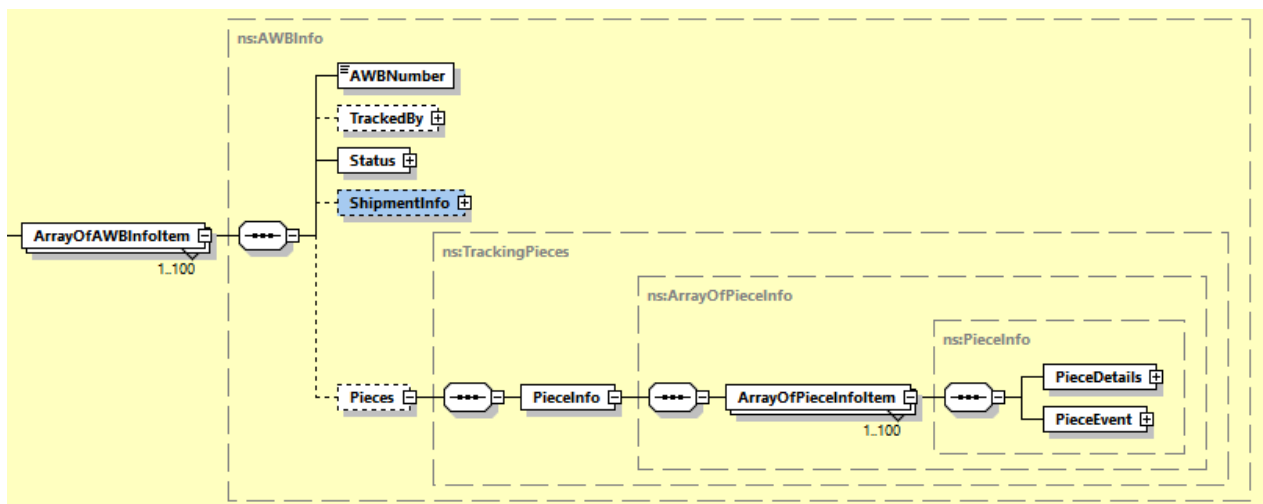 ns:AWBInfo
AWBNumber
TrackedBy
Status
ShipmentInfo
ArrayOfAWBInfoItem
1..100
ns:TrackingPieces
ns:ArrayOfPieceInfo
ns:PieceInfo
Pieces
PieceInfo
ArrayOfPieceInfoItem
1..100
PieceDetails
PieceEvent